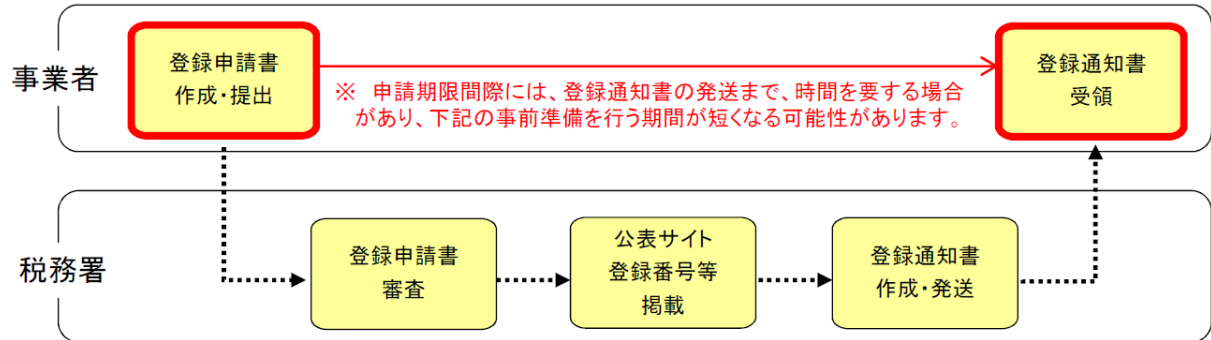 事業者
登録申請書
作成・提出
※ 申請期限間際には、登録通知書の発送まで、時間を要する場合
があり、下記の事前準備を行う期間が短くなる可能性があります。
登録通知書
受領
税務署
登録申請書
審査
公表サイト
登録番号等
掲載
登録通知書
作成・発送